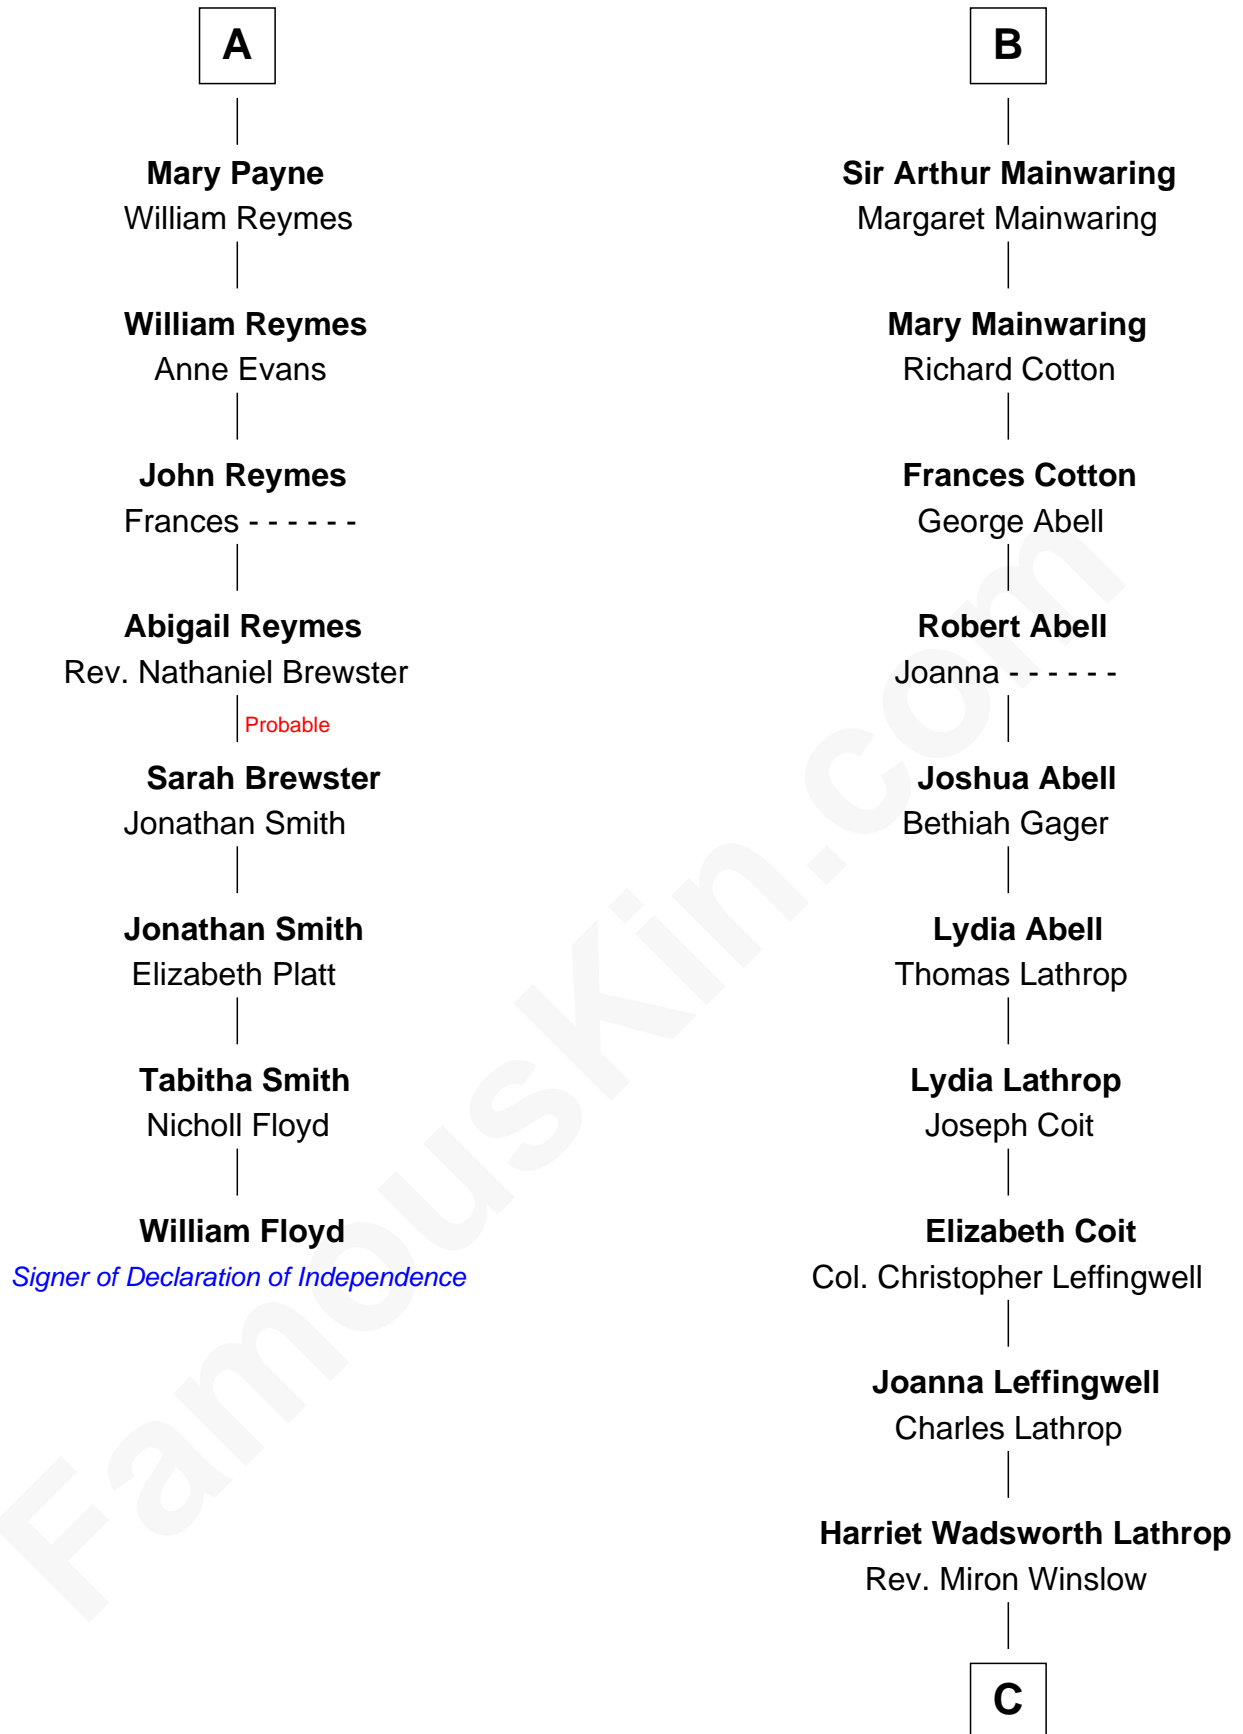 A
Mary Payne
William Reymes
William Reymes
Anne Evans
John Reymes
Frances - - - - - -
Abigail Reymes
Rev. Nathaniel Brewster
Probable
Sarah Brewster
Jonathan Smith
Jonathan Smith
Elizabeth Platt
Tabitha Smith
Nicholl Floyd
William Floyd
Signer of Declaration of Independence
B
Sir Arthur Mainwaring
Margaret Mainwaring
Mary Mainwaring
Richard Cotton
Frances Cotton
George Abell
Robert Abell
Joanna - - - - - -
Joshua Abell
Bethiah Gager
Lydia Abell
Thomas Lathrop
Lydia Lathrop
Joseph Coit
Elizabeth Coit
Col. Christopher Leffingwell
Joanna Leffingwell
Charles Lathrop
Harriet Wadsworth Lathrop
Rev. Miron Winslow
C
FamousKin.com